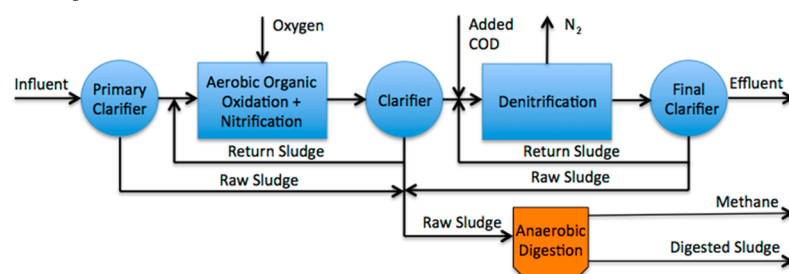 Oxygen
Added
COD
N2
Influent
Primary
Clarifier
Aerobic Organic
Oxidation +
Nitrification
Clarifier
Denitrification
Final
Clarifier
Effluent
Return Sludge
Return Sludge
Raw Sludge
Raw Sludge
Raw Sludge
Anaerobic
Digestion
Methane
Digested Sludge